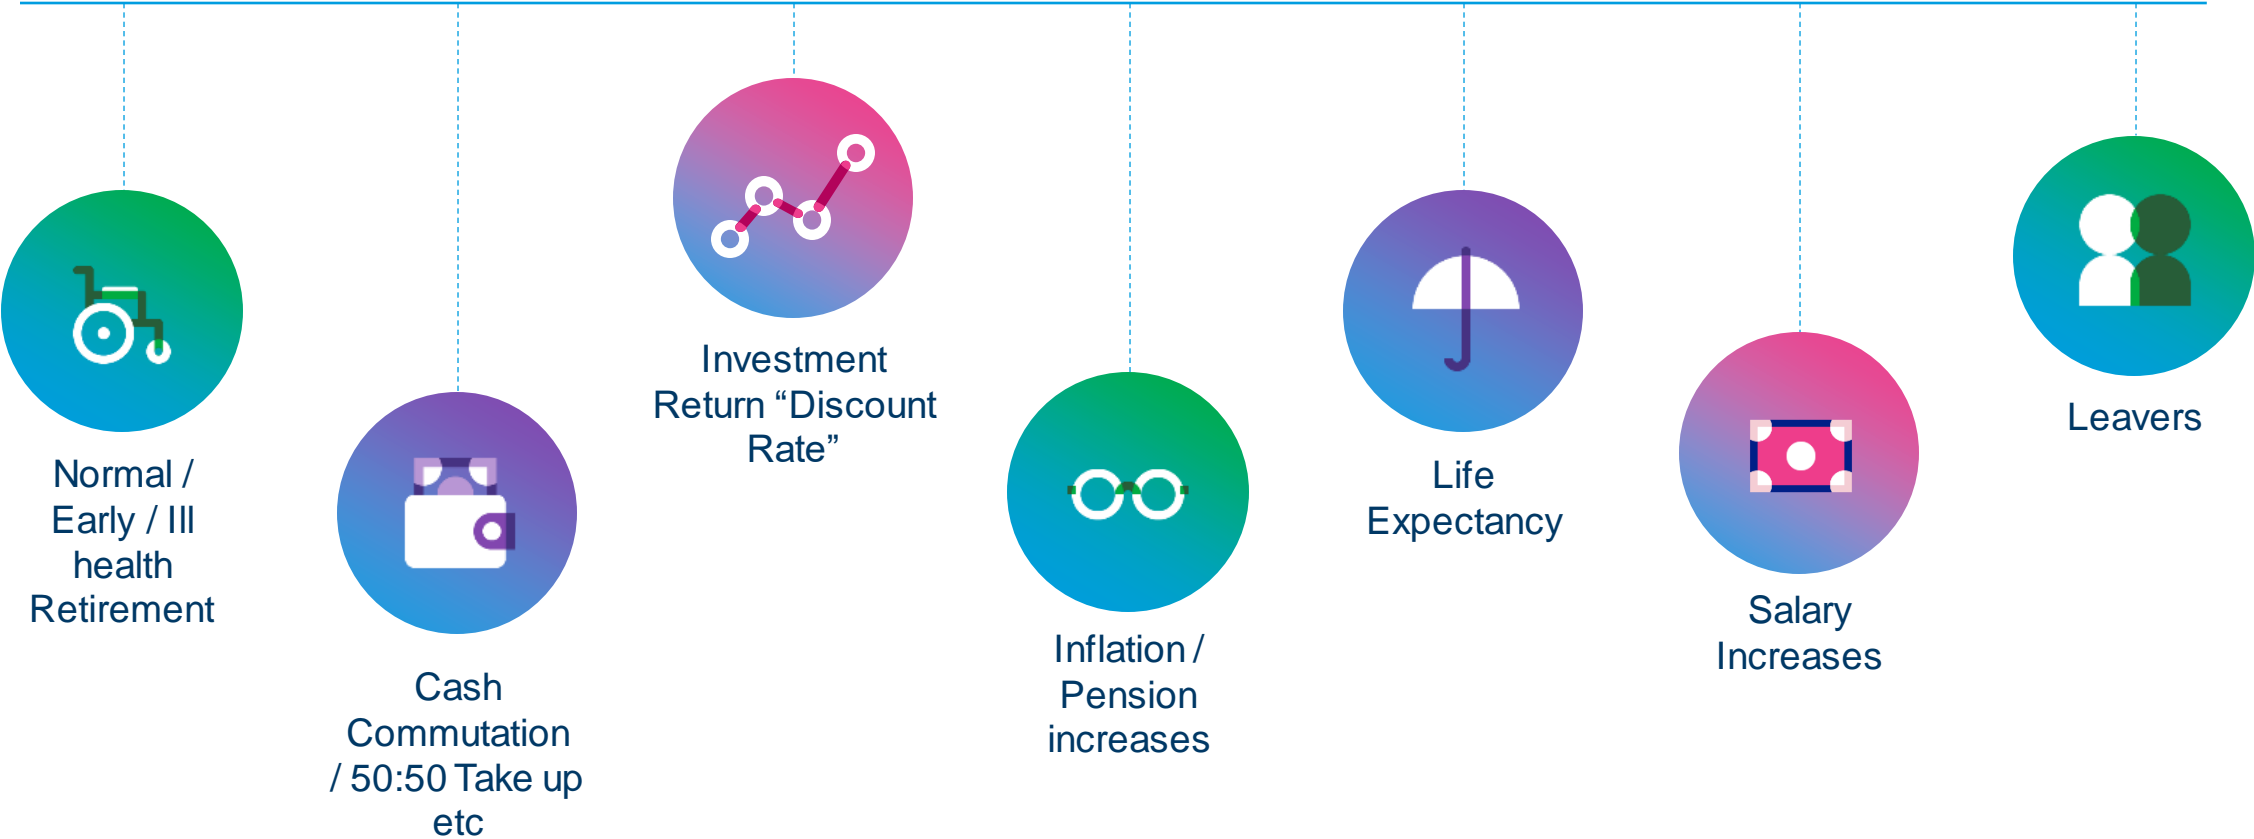 Normal /
Early / Ill
health
Retirement
Cash
Commutation
/ 50:50 Take up
etc
Investment
Return “Discount
Rate”
Inflation /
Pension
increases
Life
Expectancy
Salary
Increases
Leavers